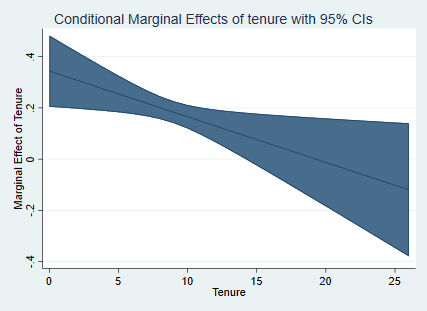 Conditional Marginal Effects of tenure with 95% CIs
Marginal Effect of Tenure
.4
.2
0
-.2
-.4
0 5 10 15 20 25
Tenure